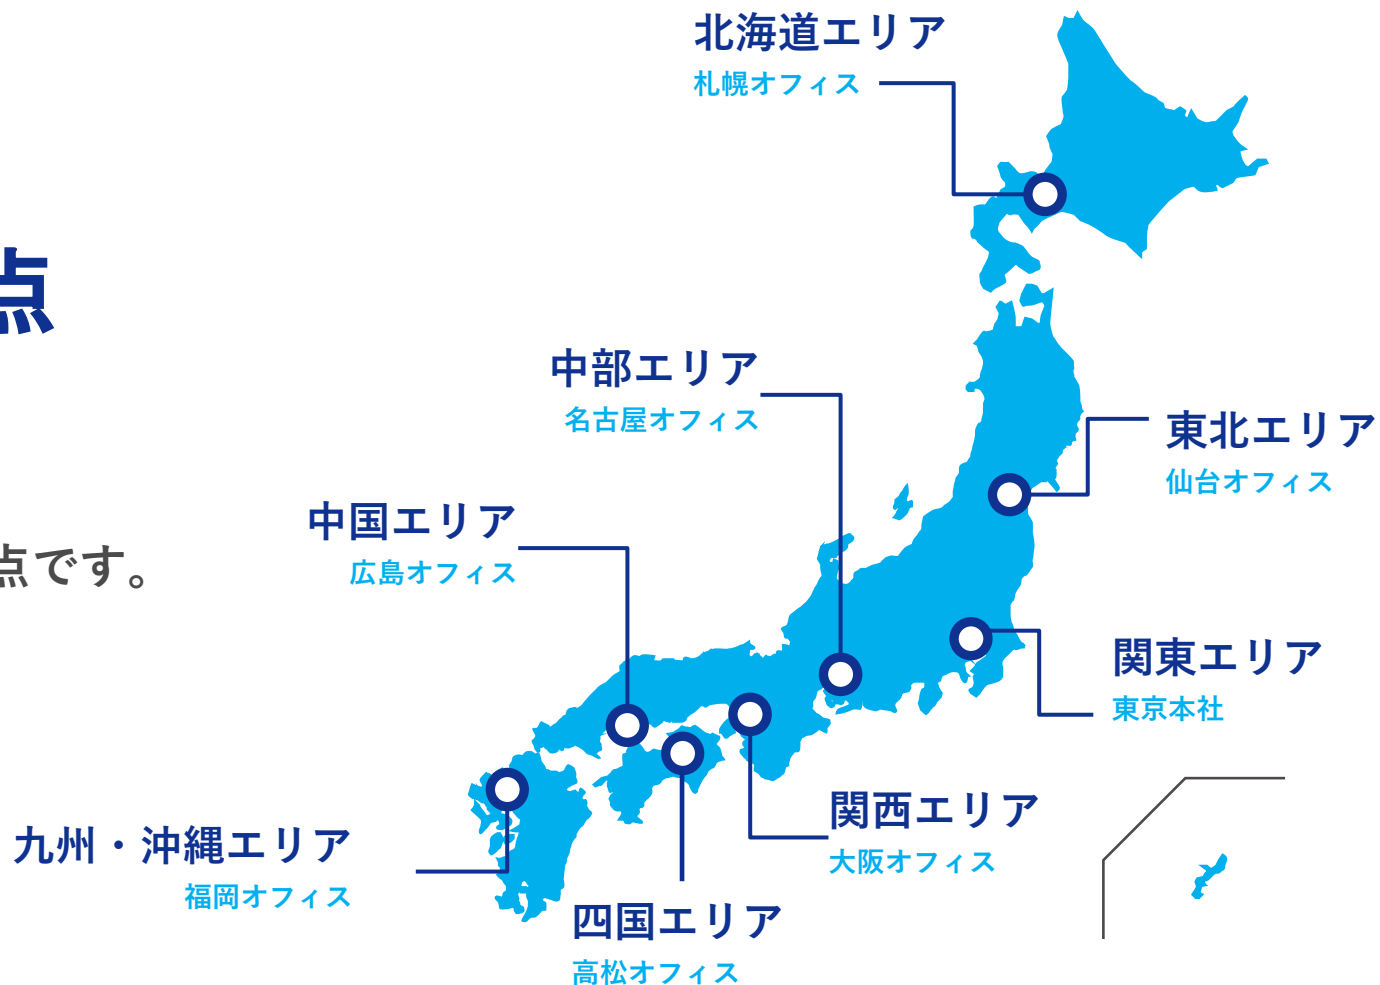 北海道エリア
札幌オフィス
点
中部エリア
名古屋オフィス
東北エリア
仙台オフィス
中国エリア
広島オフィス
点です。
関東エリア
東京本社
関西エリア
大阪オフィス
九州・沖縄エリア
福岡オフィス
四国エリア
高松オフィス